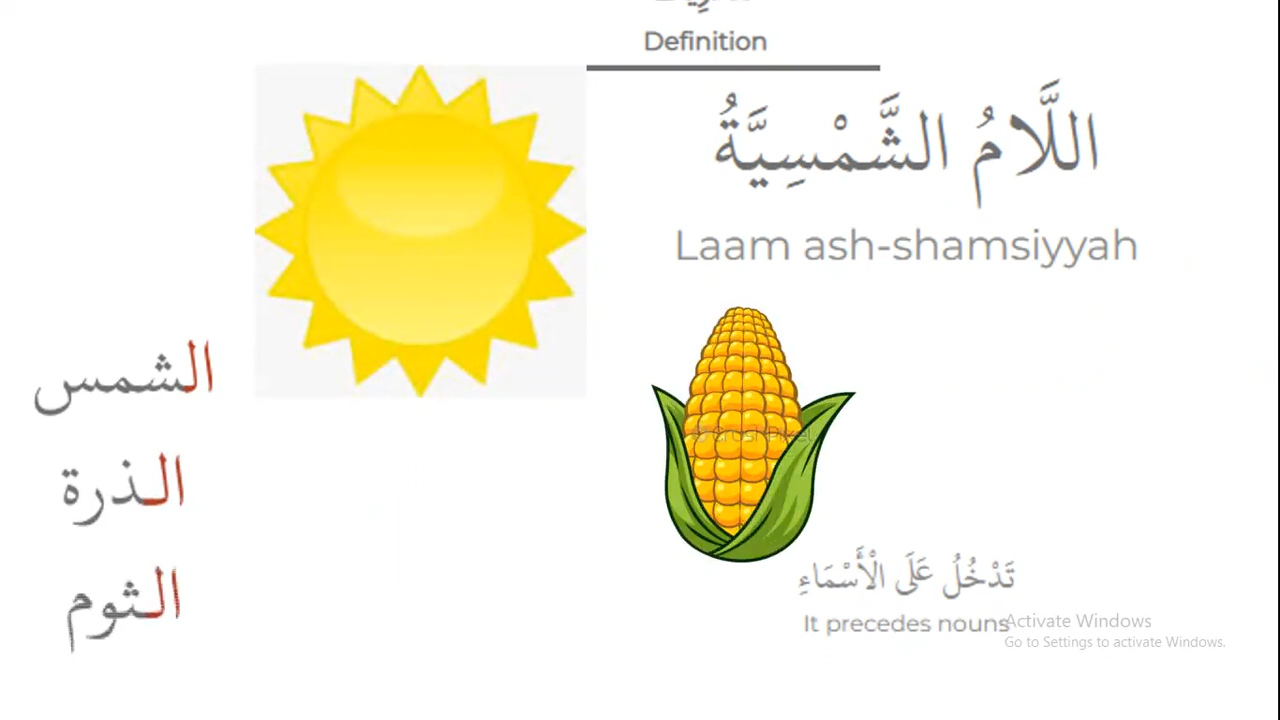 Definition
اللَّامُ الشَّمْسِيَّةُ
Laam ash-shamsiyyah
الشمس
الذرة
الثوم
تَدْخُلُ عَلَى الْأَسْمَاءِ
It precedes nouns
Activate Windows
Go to Settings to activate Windows.